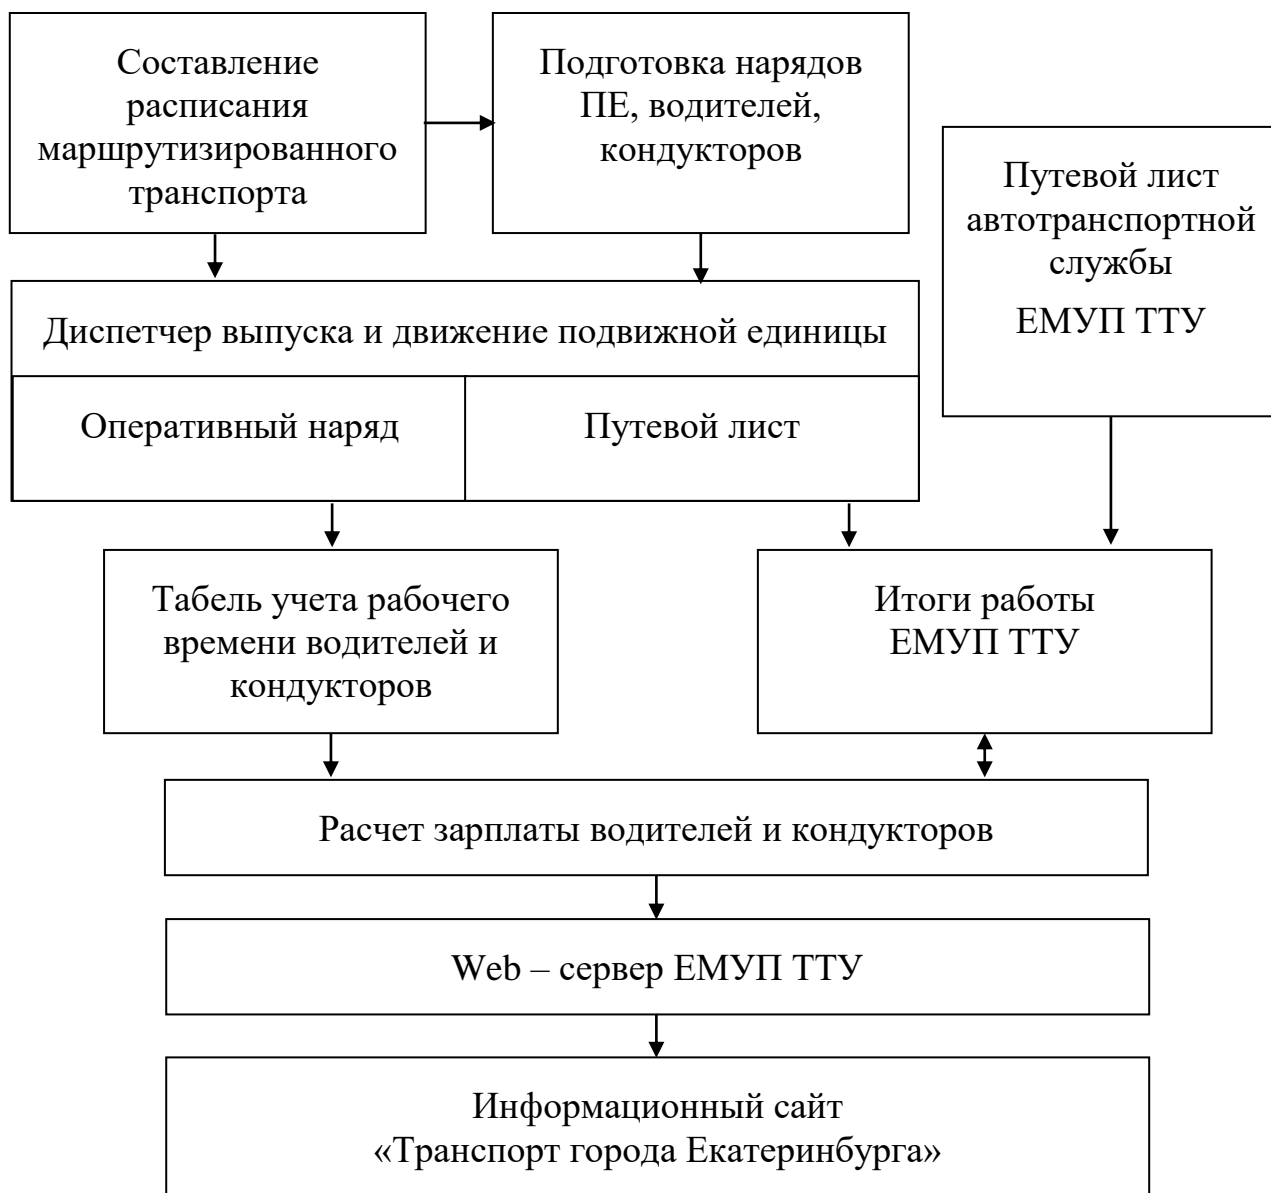 Составление
расписания
маршрутизированного
транспорта
Подготовка нарядов
ПЕ, водителей,
кондукторов
Путевой лист
автотранспортной
службы
ЕМУП ТТУ
Диспетчер выпуска и движение подвижной единицы
Оперативный наряд
Путевой лист
Табель учета рабочего
времени водителей и
кондукторов
Итоги работы
ЕМУП ТТУ
Расчет зарплаты водителей и кондукторов
Web – сервер ЕМУП ТТУ
Информационный сайт
«Транспорт города Екатеринбурга»